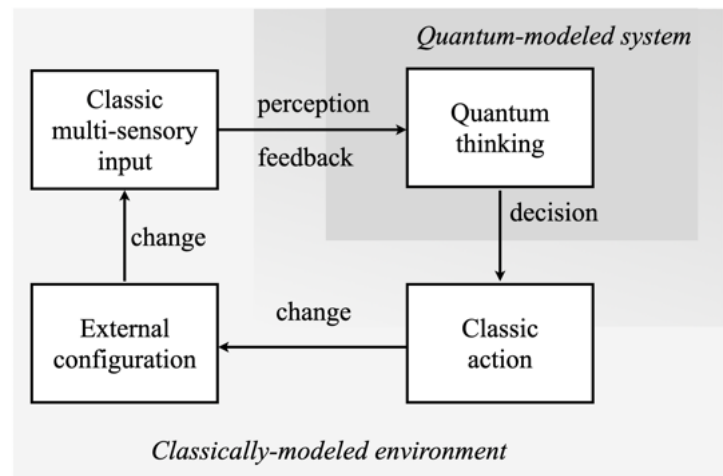 Quantum-modeled system
Classic
multi-sensory
input
perception
feedback
Quantum
thinking
decision
change
External
configuration
change
Classic
action
Classically-modeled environment